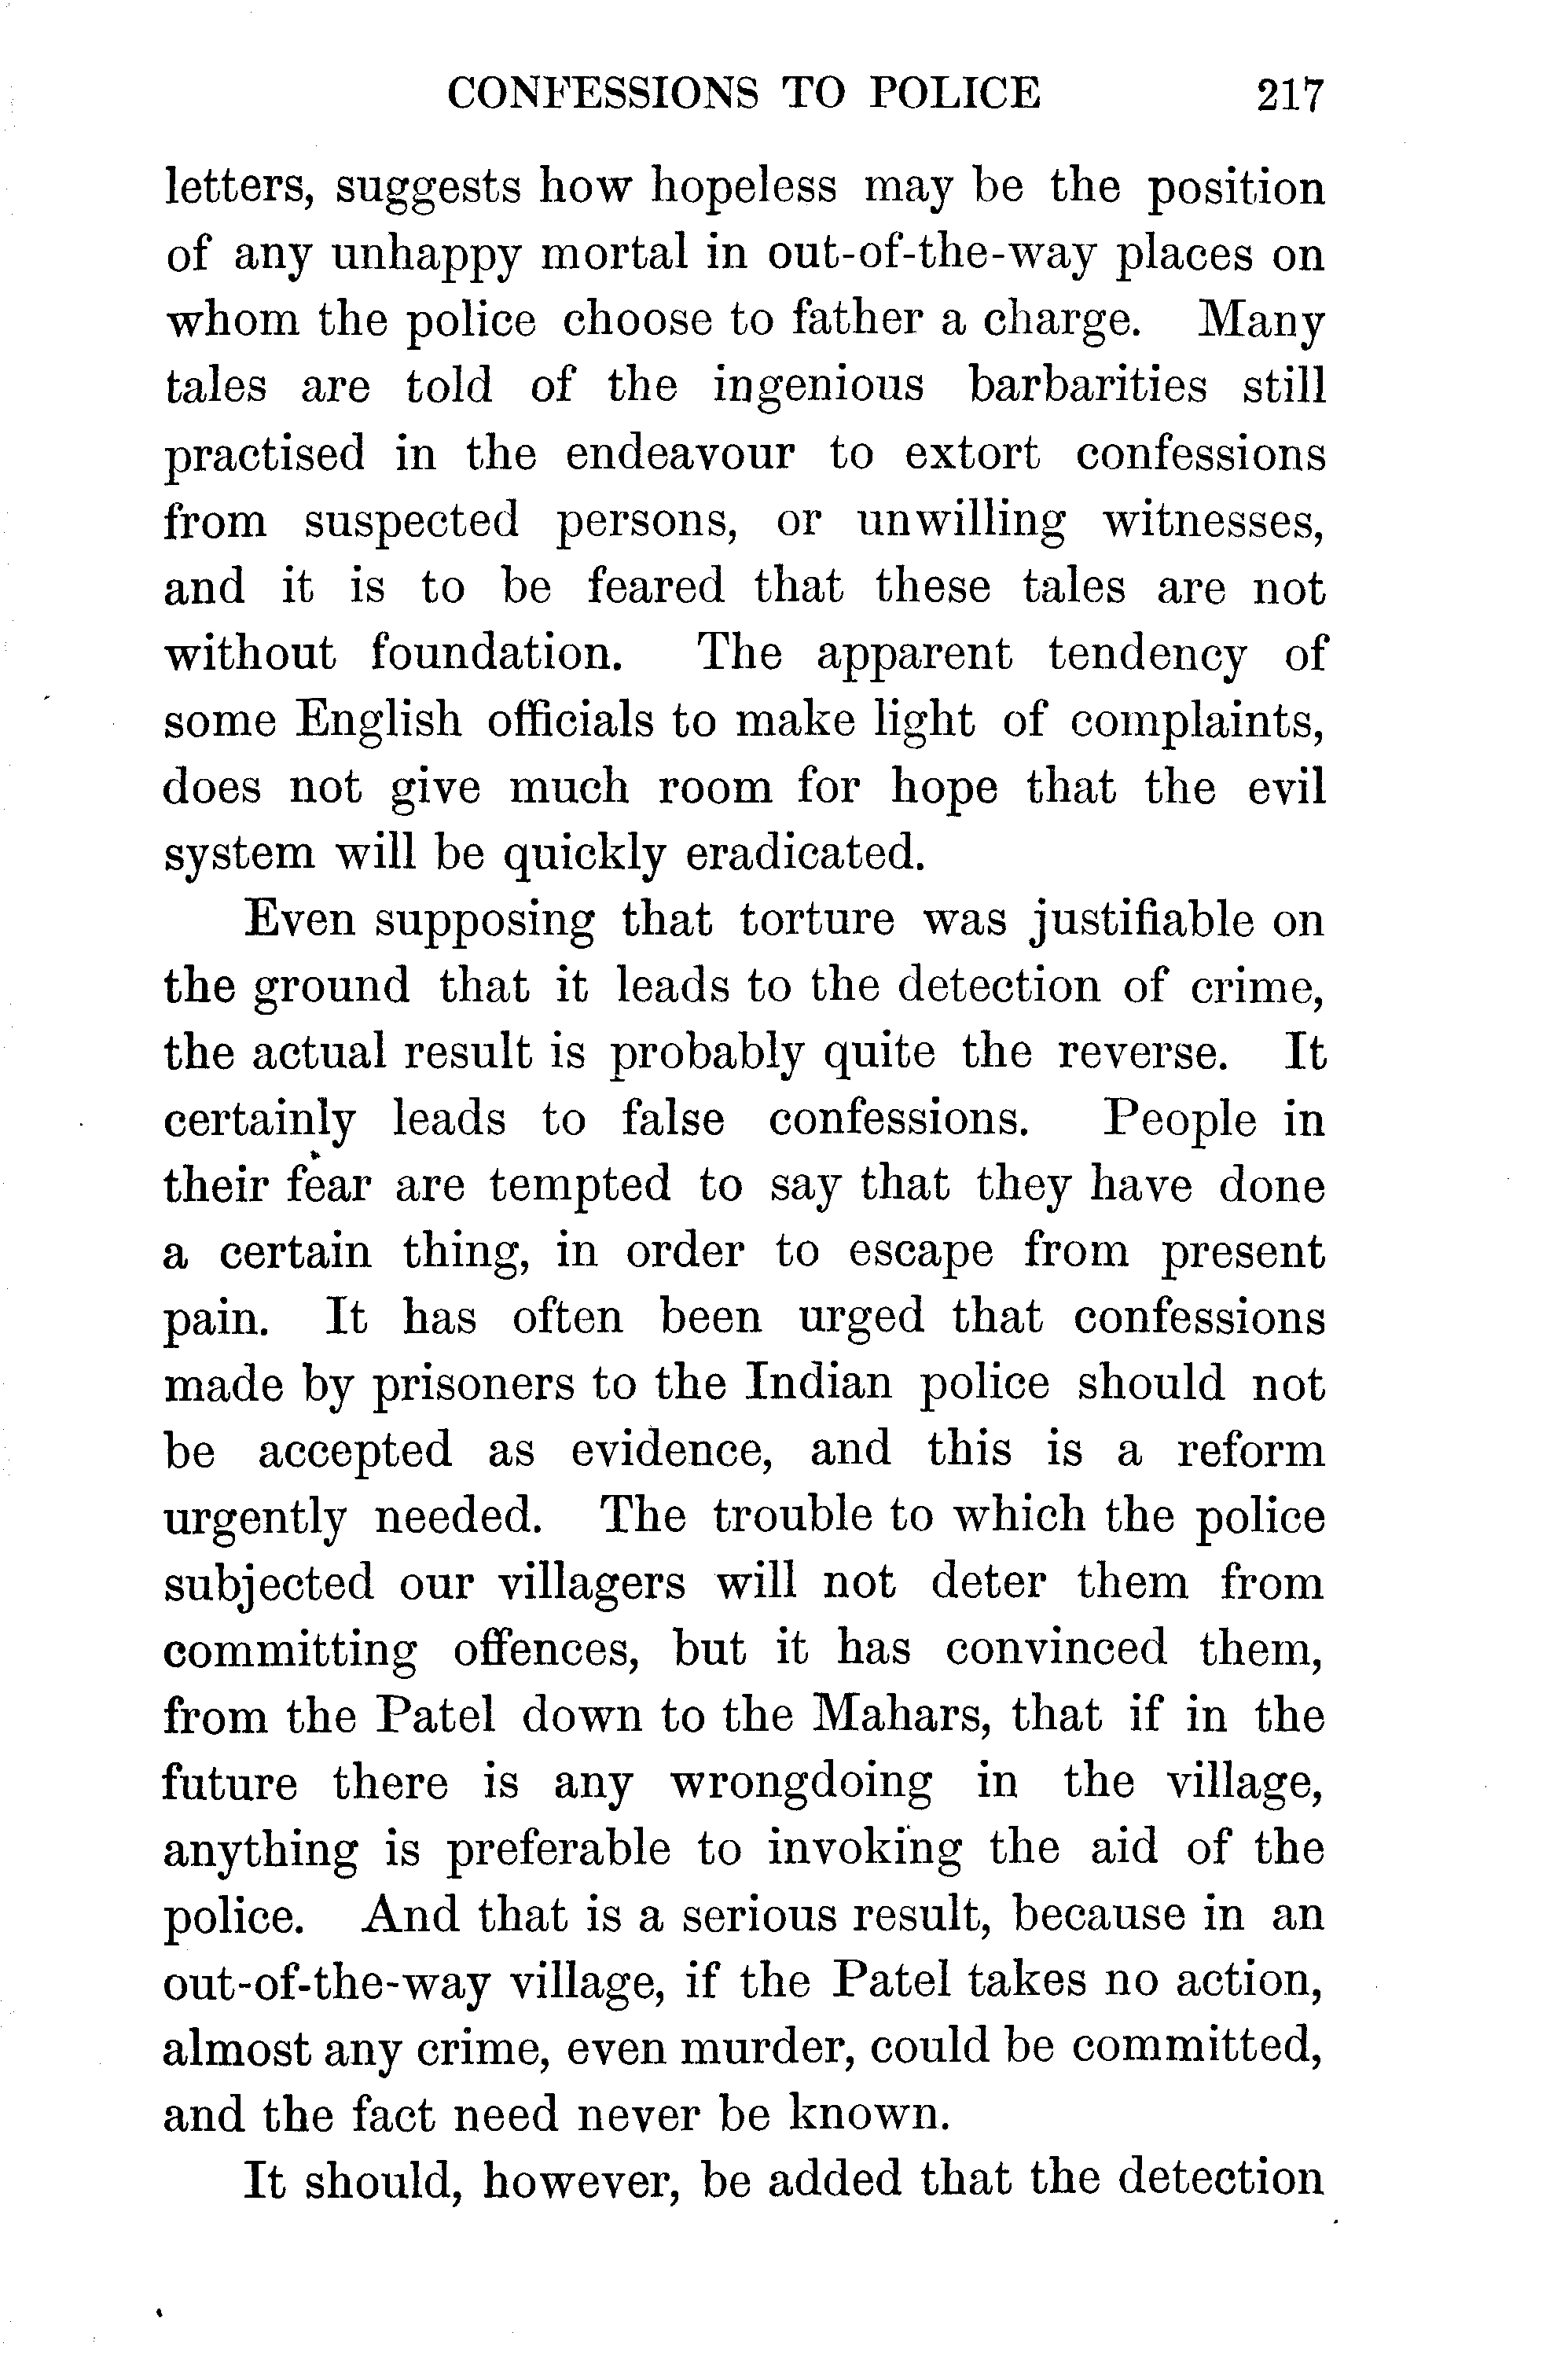 CONFESSIONS TO POLICE 217
letters, suggests how hopeless may be the position
of any unhappy mortal in out-of-the-way places on
whom the police choose to father a charge. Many
tales are told of the ingenious barbarities still
practised in the endeavour to extort confessions
from suspected persons, or unwilling witnesses,
and it is to be feared that these tales are not
without foundation. The apparent tendency of
some English officials to make light of complaints,
does not give much room for hope that the evil
system will be quickly eradicated.
Even supposing that torture was justifiable on
the ground that it leads to the detection of crime,
the actual result is probably quite the reverse. It
certainly leads to false confessions. People in
their fear are tempted to say that they have done
a certain thing, in order to escape from present
pain. It has often been urged that confessions
made by prisoners to the Indian police should not
be accepted as evidence, and this is a reform
urgently needed. The trouble to which the police
subjected our villagers will not deter them from
committing offences, but it has convinced them,
from the Patel down to the Mahars, that if in the
future there is any wrongdoing in the village,
anything is preferable to invoking the aid of the
police. And that is a serious result, because in an
out-of-the-way village, if the Patel takes no action,
almost any crime, even murder, could be committed,
and the fact need never be known.
It should, however, be added that the detection